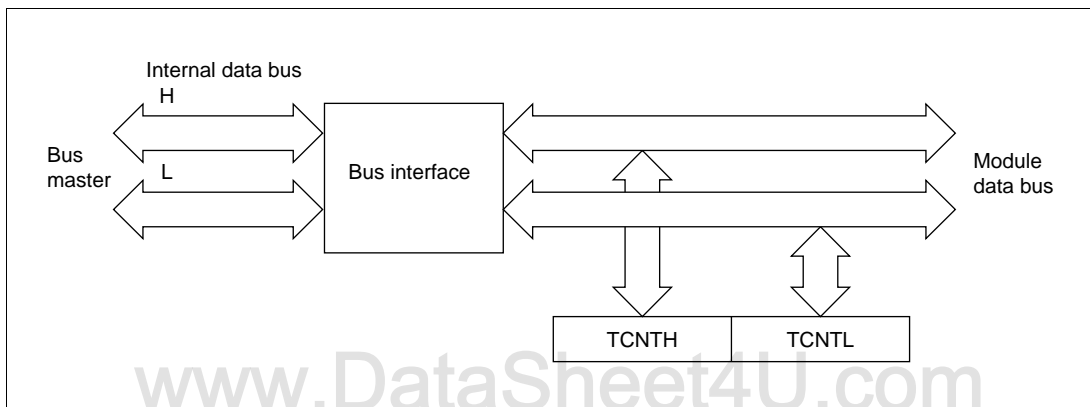 Internal data bus
H
Bus
master
L
Bus interface
Module
data bus
TCNTH
TCNTL
www.DataSheet4U.com